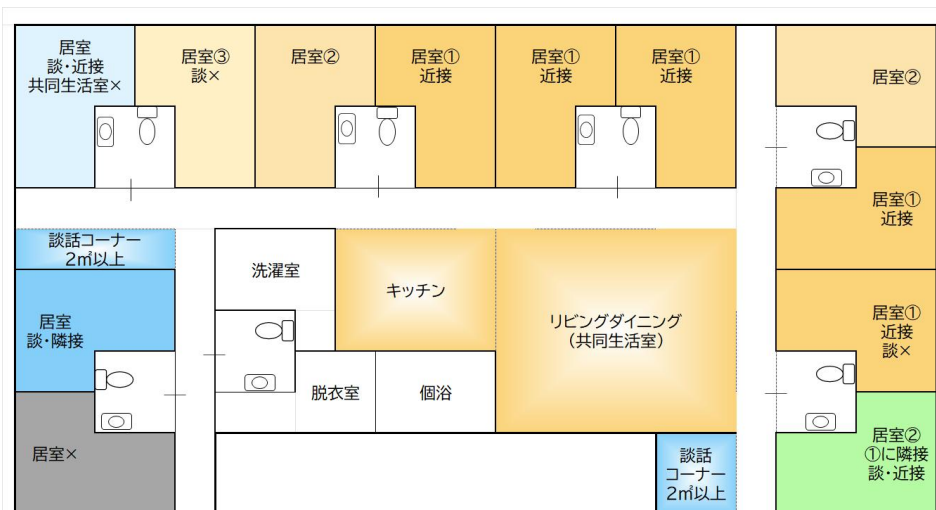 居室
談・近接
共同生活室×
居室③
談×
居室②
居室①
近接
居室①
近接
居室①
近接
居室②
居室①
近接
談話コーナー
2㎡以上
洗濯室
キッチン
リビングダイニング
(共同生活室)
居室
談・隣接
居室①
近接
談×
脱衣室
個浴
居室×
談話
コーナー
2㎡以上
居室②
①に隣接
談・近接